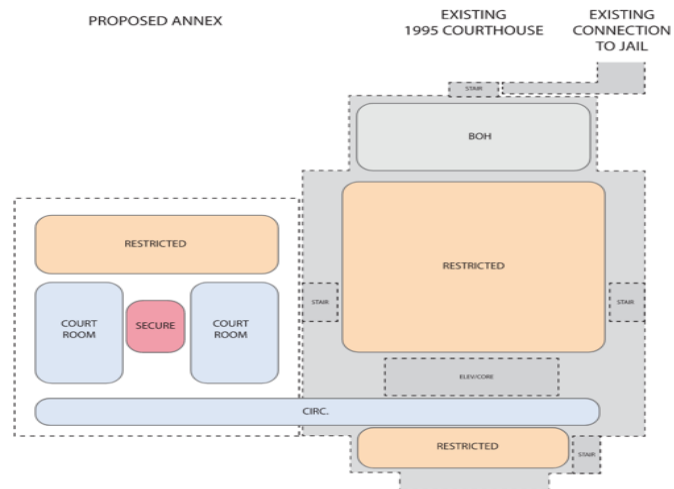 PROPOSED ANNEX
EXISTING
1995 COURTHOUSE
EXISTING
CONNECTION
TO JAIL
STAIR
BOH
RESTRICTED
RESTRICTED
COURT
ROOM
SECURE
COURT
ROOM
STAIR
STAIR
ELEV/CORE
CIRC.
RESTRICTED
STAIR